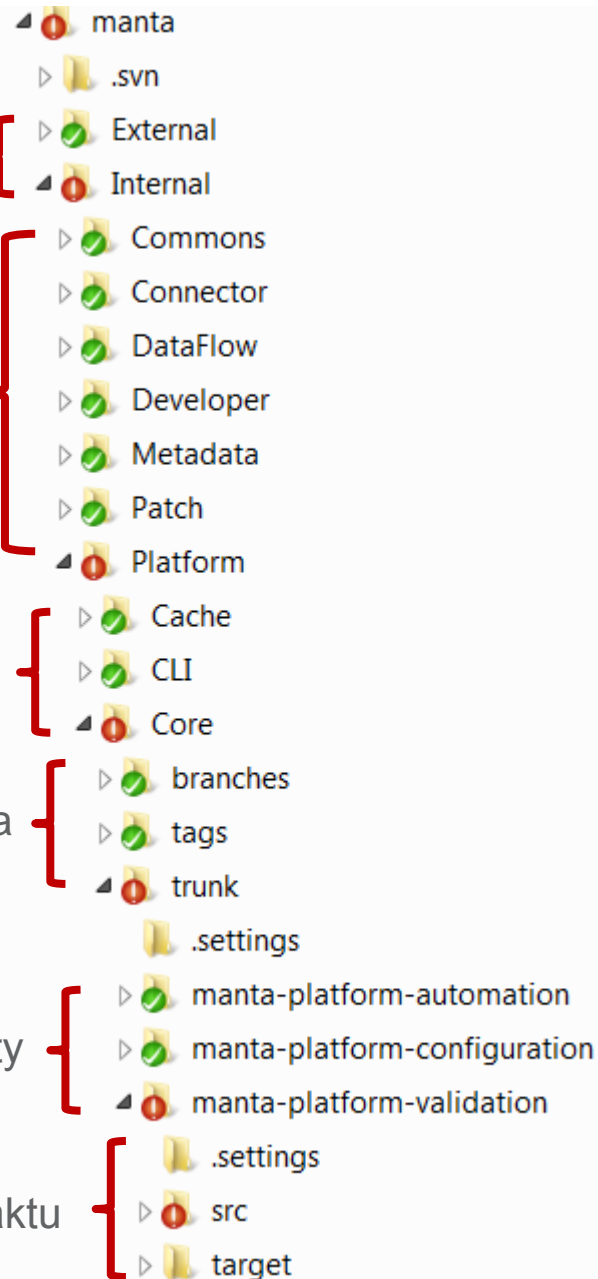 manta
.svn
External
Internal
Commons
Connector
DataFlow
Developer
Metadata
Patch
Platform
Cache
CLI
Core
branches
a
tags
trunk
.settings
manta-platform-automation
ty manta-platform-configuration
manta-platform-validation
.settings
aktu src
target